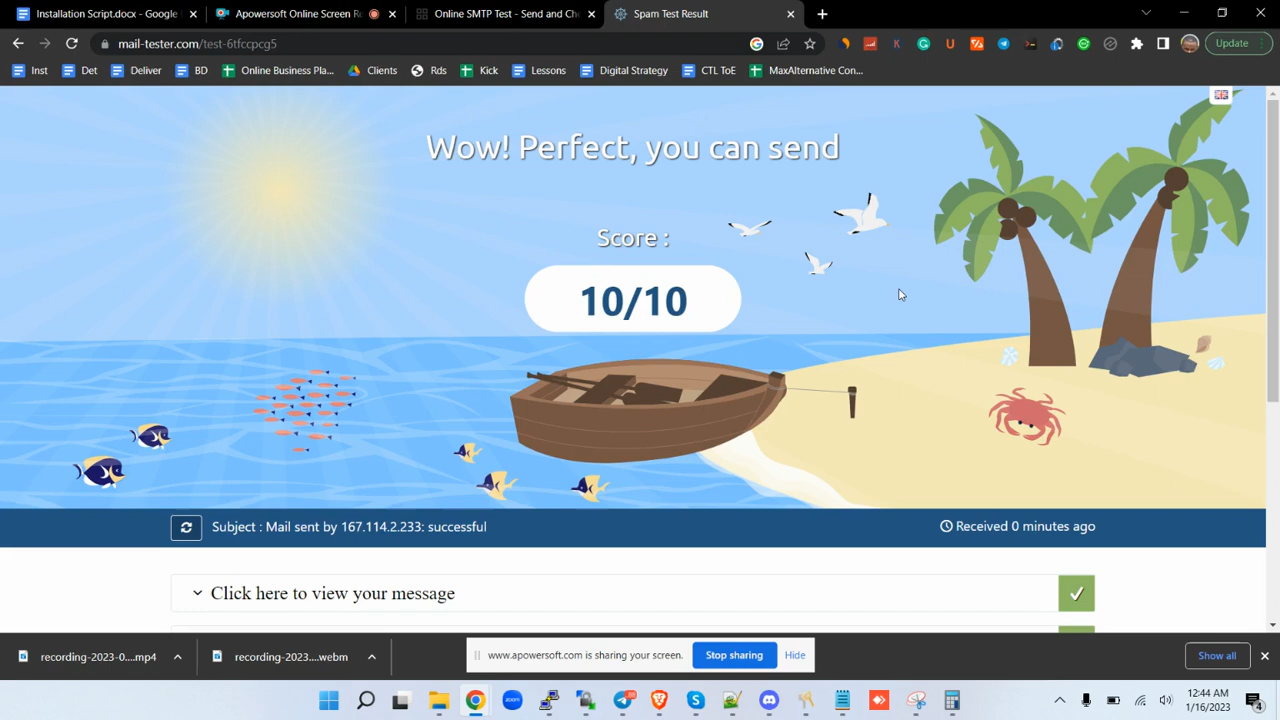 Installation Script.docx - Google
Apowersoft Online Screen Re
Online SMTP Test - Send and Che
Spam Test Result
mail-tester.com/test-6tfccpcg5
Update
Inst
Det
Deliver
BD
Online Business Pla...
Clients
Rds
Kick
Lessons
Digital Strategy
CTL ToE
MaxAlternative Con...
Wow! Perfect, you can send
Score :
10/10
Subject : Mail sent by 167.114.2.233: successful
Received 0 minutes ago
Click here to view your message
recording-2023-0....mp4
recording-2023....webm
www.apowersoft.com is sharing your screen.
Stop sharing
Hide
Show all
12:44 AM
1/16/2023
4